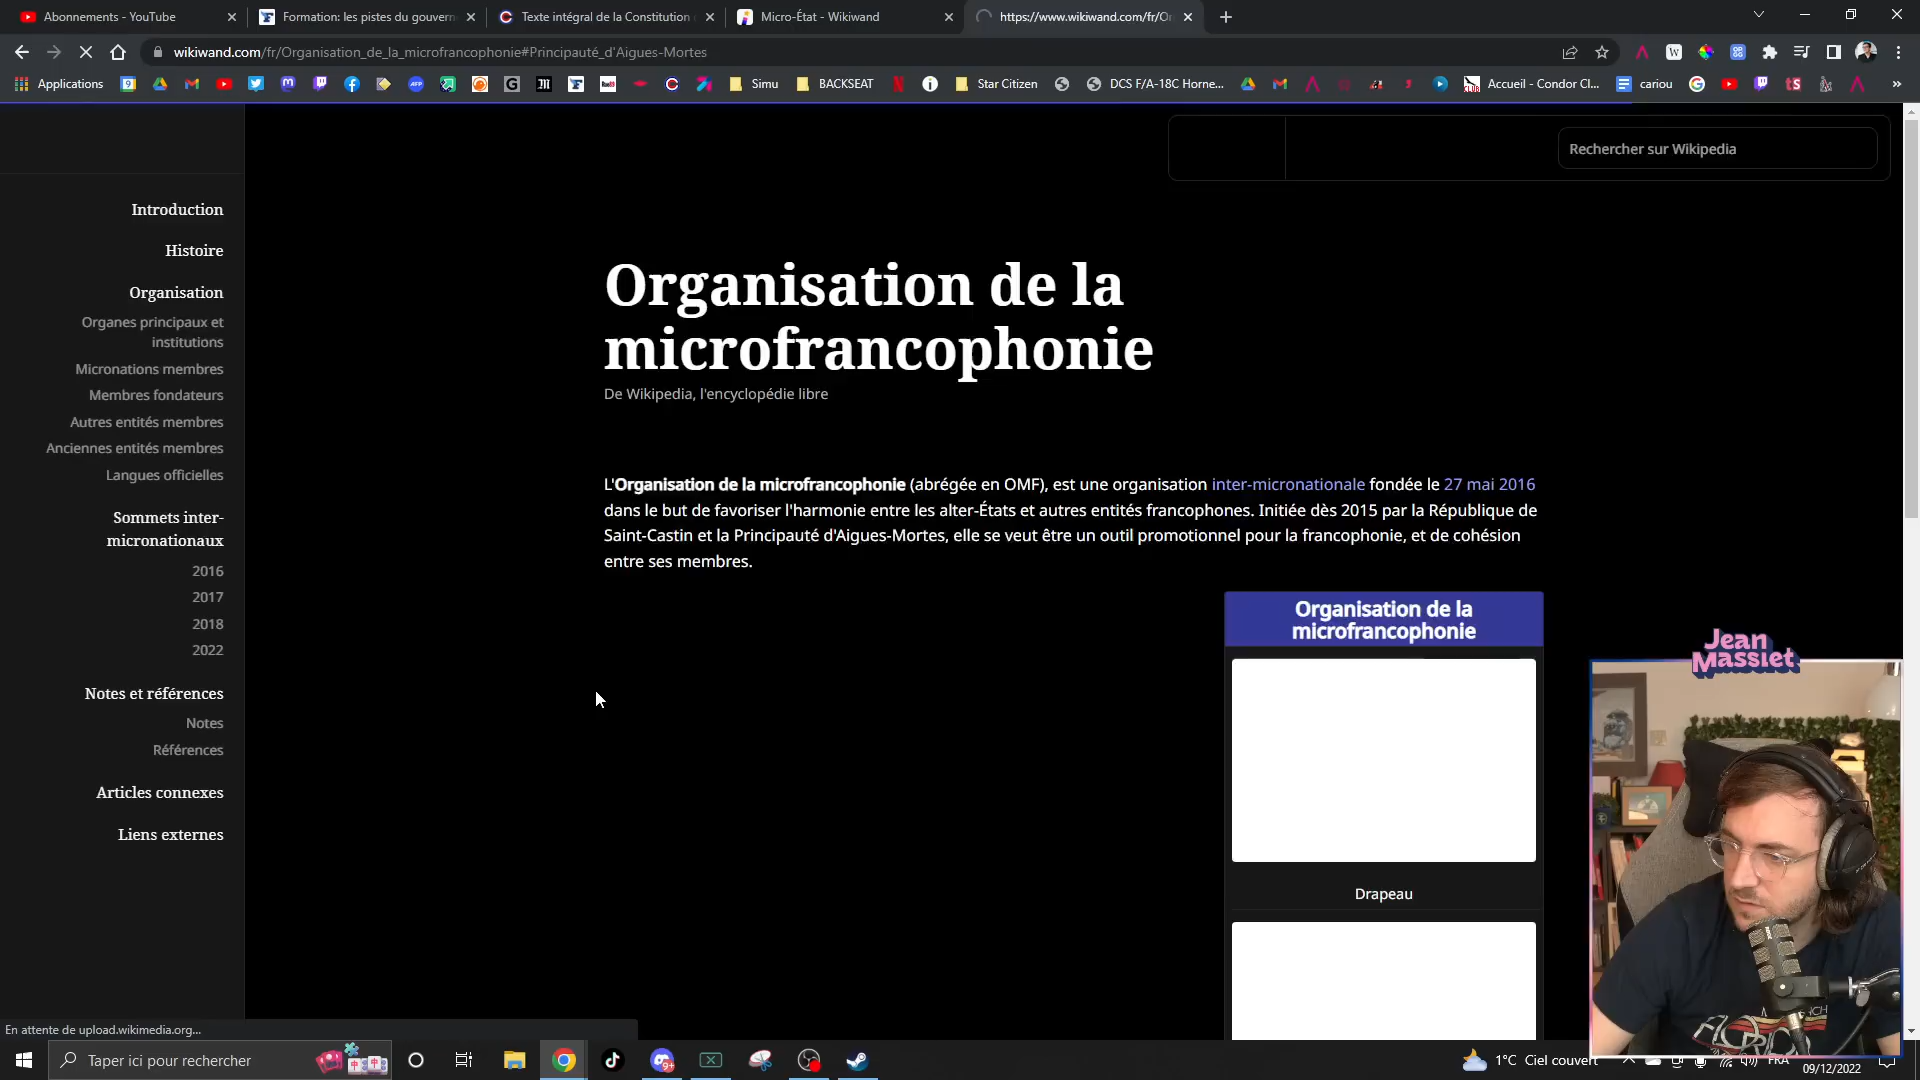 Abonnements - YouTube
Formation: les pistes du gouvern
Texte intégral de la Constitution
Micro-État - Wikiwand
https://www.wikiwand.com/fr/Or
wikiwand.com/fr/Organisation_de_la_microfrancophonie#Principauté_d'Aigues-Mortes
Applications
Simu
BACKSEAT
Star Citizen
DCS F/A-18C Horne...
Accueil - Condor Cl...
cariou
Rechercher sur Wikipedia
Introduction
Histoire
Organisation
Organes principaux et
institutions
Micronations membres
Membres fondateurs
Autres entités membres
Anciennes entités membres
Langues officielles
Sommets inter-
micronationaux
2016
2017
2018
2022
Notes et références
Notes
Références
Articles connexes
Liens externes
Organisation de la
microfrancophonie
De Wikipedia, l'encyclopédie libre
L'Organisation de la microfrancophonie (abrégée en OMF), est une organisation inter-micronationale fondée le 27 mai 2016
dans le but de favoriser l'harmonie entre les alter-États et autres entités francophones. Initiée dès 2015 par la République de
Saint-Castin et la Principauté d'Aigues-Mortes, elle se veut être un outil promotionnel pour la francophonie, et de cohésion
entre ses membres.
Organisation de la
microfrancophonie
Drapeau
Jean
Massiet
En attente de upload.wikimedia.org...
Taper ici pour rechercher
1°C Ciel couvert
FRA
09/12/2022